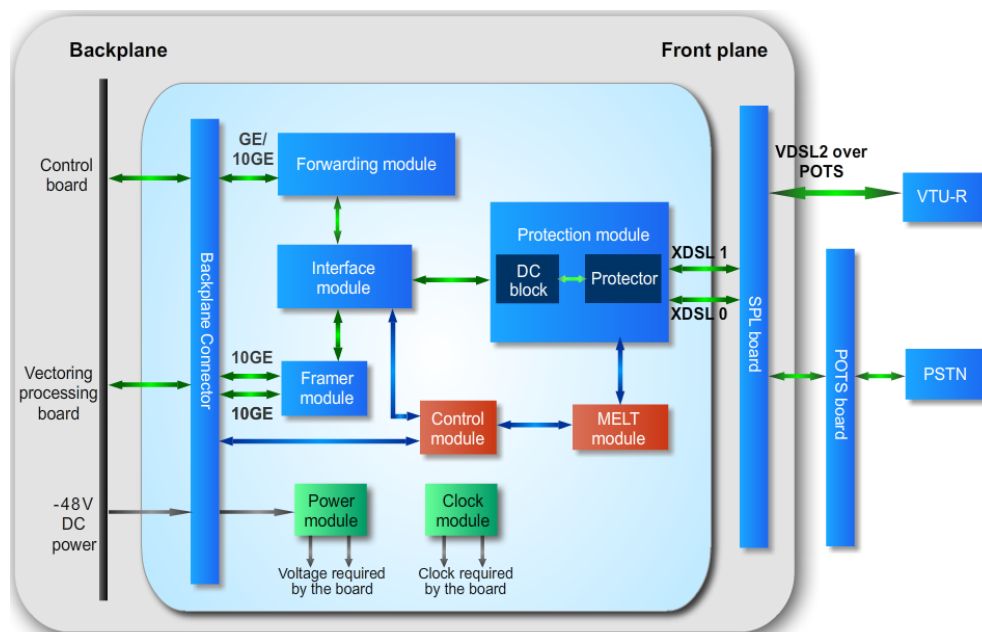 Backplane
Front plane
GE/
10GE
Forwarding module
Control
board
VDSL2 over
POTS
VTU-R
Protection module
Interface
module
DC
block
Protector
XDSL 1
XDSL 0
Backplane Connector
SPL board
POTS board
PSTN
10GE
Framer
module
10GE
Vectoring
processing
board
Control
module
MELT
module
-48V
DC
power
Power
module
Clock
module
Voltage required
by the board
Clock required
by the board